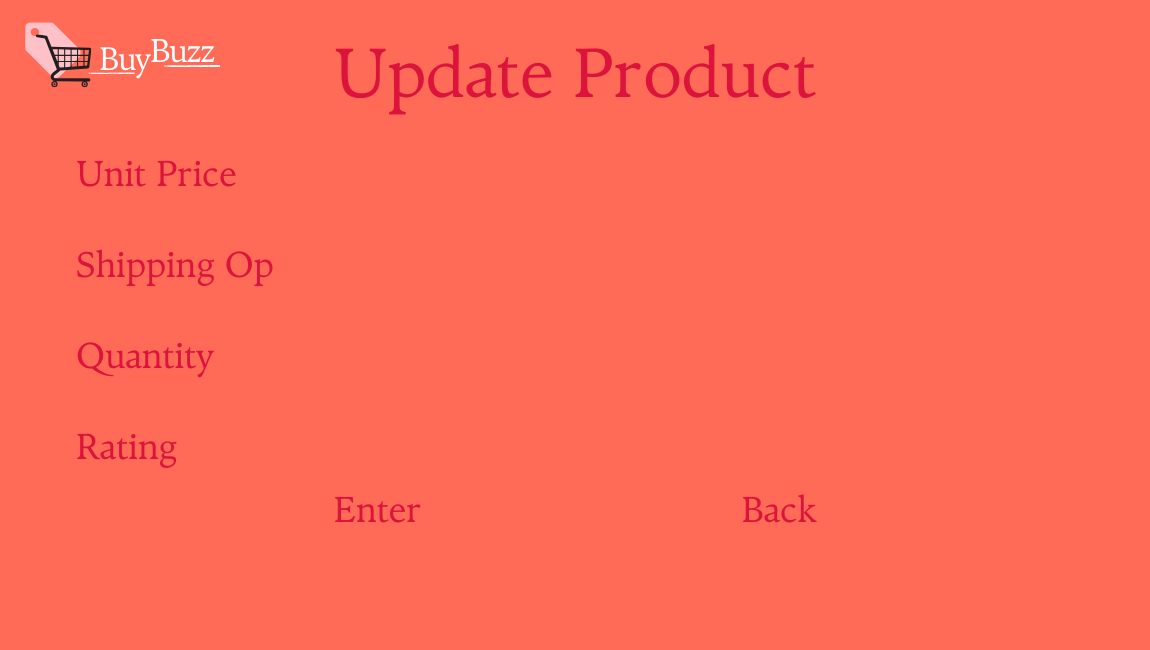 BuyBuzz
Update Product
Unit Price
Shipping Op
Quantity
Rating
Enter Back